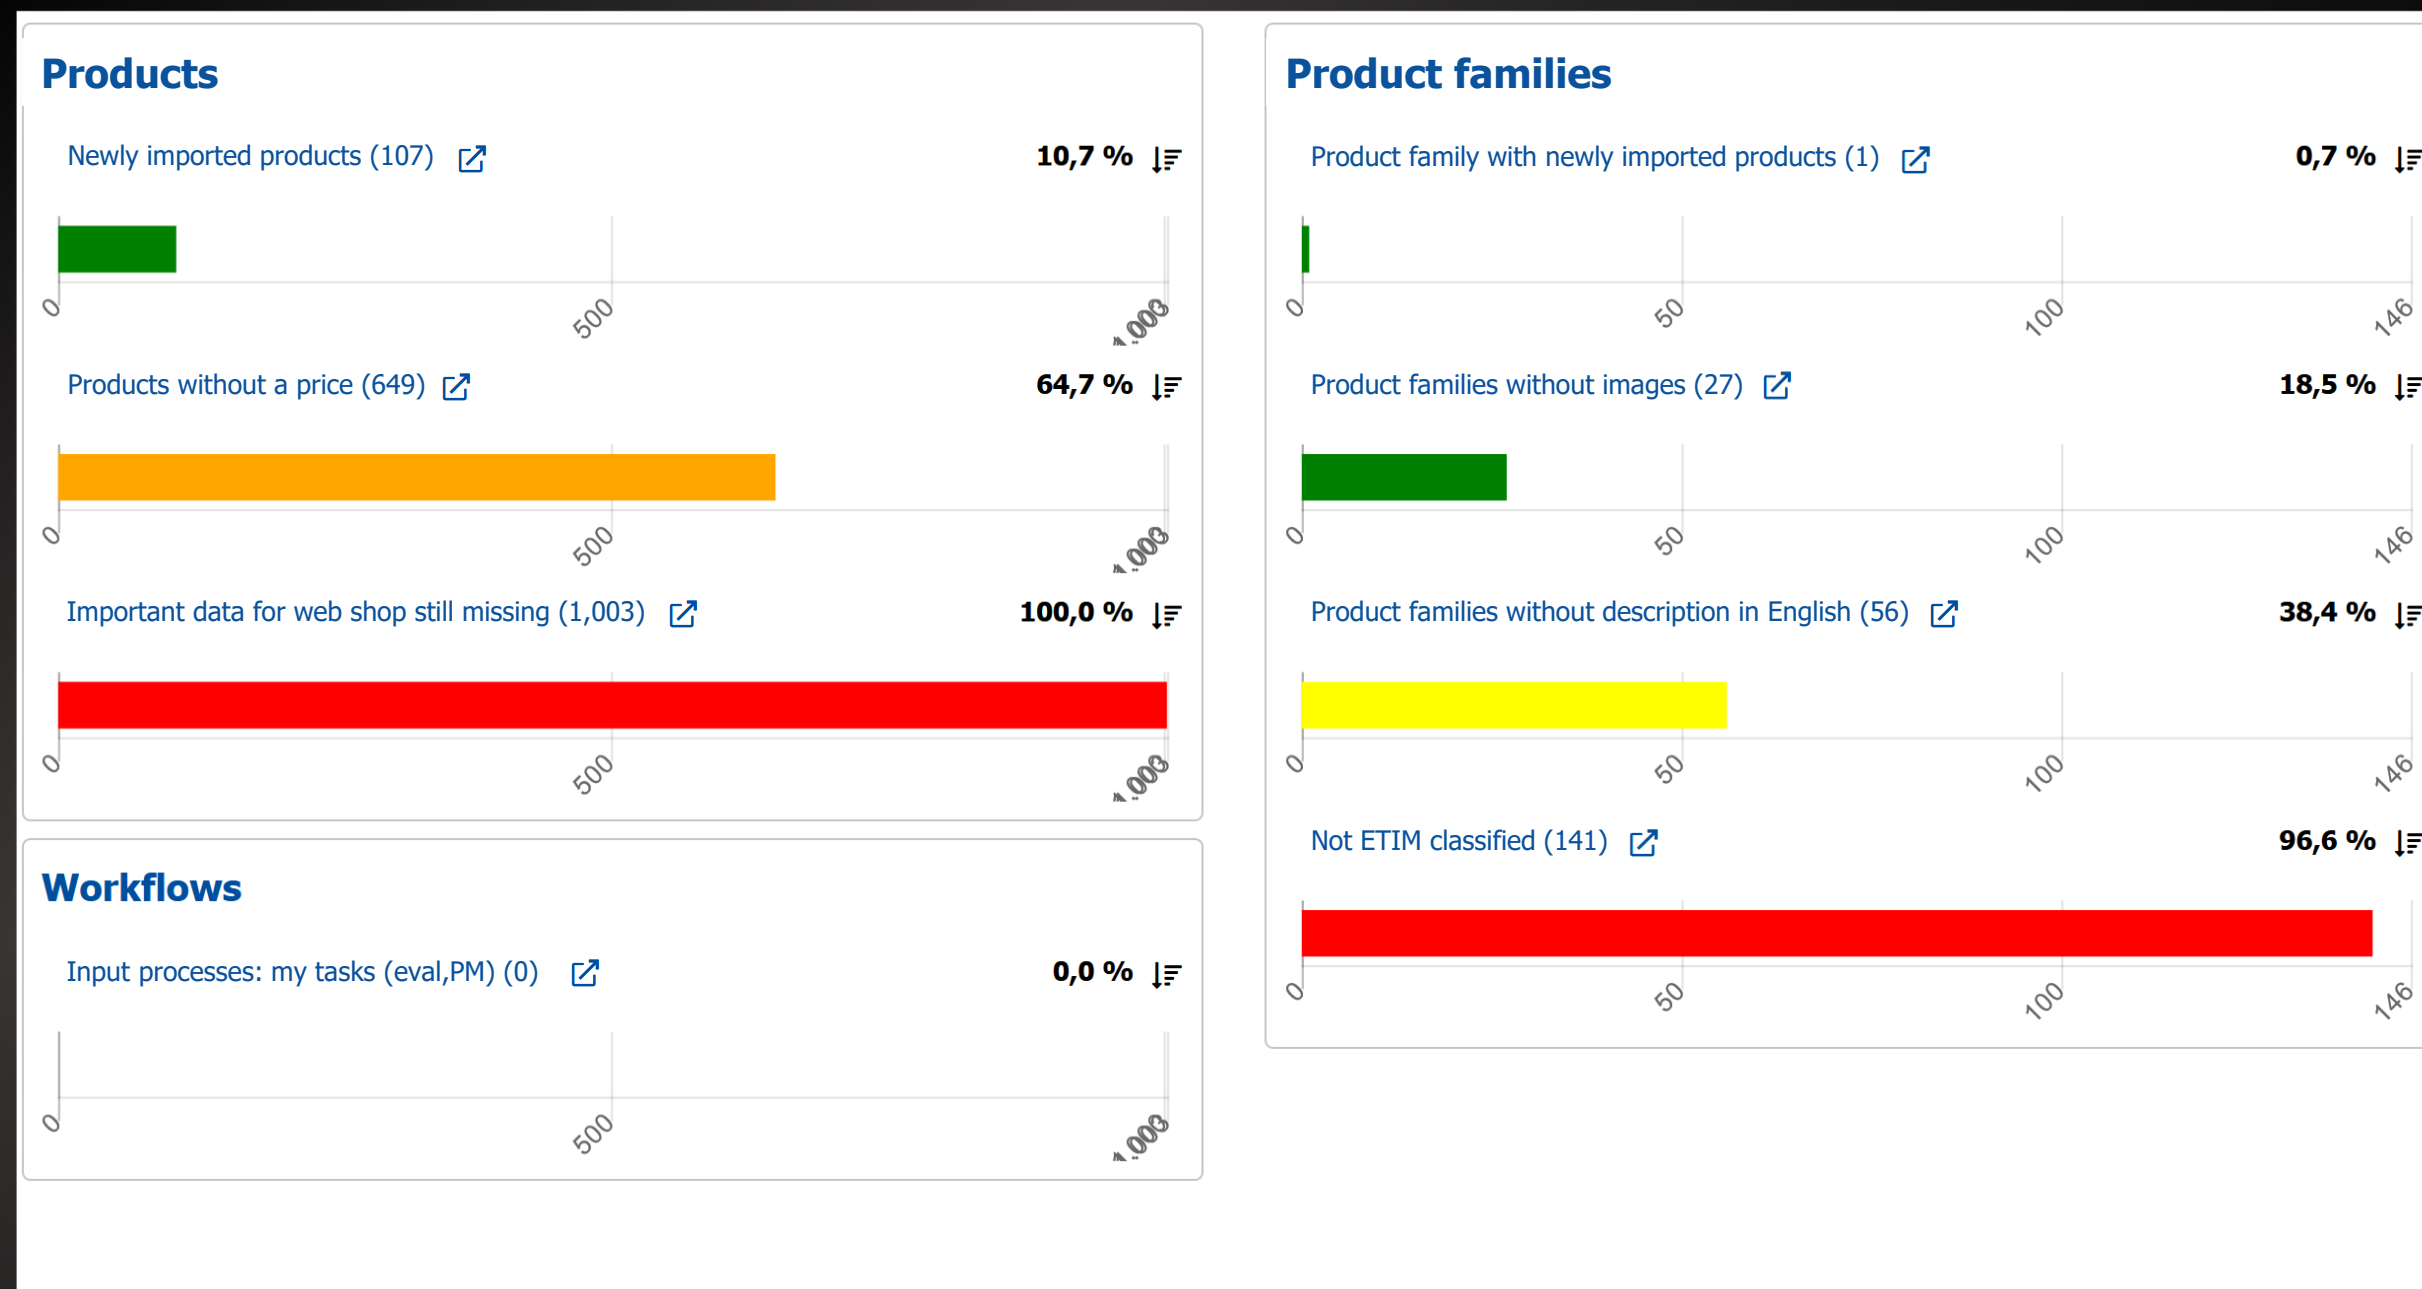 Products
Newly imported products (107) 10,7 %
0 500
Products without a price (649) 64,7 %
0 500
Important data for web shop still missing (1,003) 100,0 %
0 500
Workflows
Input processes: my tasks (eval,PM) (0) 0,0 %
0 500
Product families
Product family with newly imported products (1) 0,7 %
0 50 100 146
Product families without images (27) 18,5 %
0 50 100 146
Product families without description in English (56) 38,4 %
0 50 100 146
Not ETIM classified (141) 96,6 %
0 50 100 146